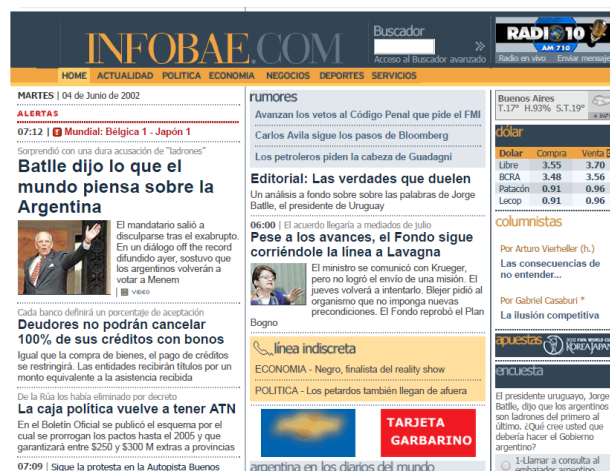 INFOBAE.COM
Buscador
Acceso al Buscador avanzado
RADIO 10
AM 710
Radio en vivo Enviar mensaje
HOME ACTUALIDAD POLITICA ECONOMIA NEGOCIOS DEPORTES SERVICIOS
MARTES | 04 de Junio de 2002
ALERTAS
07:12 | Mundial: Bélgica 1 - Japón 1
Sorprendió con una dura acusación de "ladrones"
Batlle dijo lo que el
mundo piensa sobre la
Argentina
El mandatario salió a
disculparse tras el exabrupto.
En un diálogo off the record
difundido ayer, sostuvo que
los argentinos volverán a
votar a Menem
| VIDEO
Cada banco definirá un porcentaje de aceptación
Deudores no podrán cancelar
100% de sus créditos con bonos
Igual que la compra de bienes, el pago de créditos
se restringirá. Las entidades recibirán títulos por un
monto equivalente a la asistencia recibida
De la Rúa los había eliminado por decreto
La caja política vuelve a tener ATN
En el Boletín Oficial se publicó el esquema por el
cual se prorrogan los pactos hasta el 2005 y que
garantizará entre $250 y $300 M extras a provincias
07:09 | Sigue la protesta en la Autopista Buenos
rumores
Avanzan los vetos al Código Penal que pide el FMI
Carlos Avila sigue los pasos de Bloomberg
Los petroleros piden la cabeza de Guadagni
Editorial: Las verdades que duelen
Un análisis a fondo sobre sobre las palabras de Jorge
Batlle, el presidente de Uruguay
06:00 | El acuerdo llegaría a mediados de julio
Pese a los avances, el Fondo sigue
corriéndole la línea a Lavagna
El ministro se comunicó con Krueger,
pero no logró el envío de una misión. El
jueves volverá a intentarlo. Blejer pidió al
organismo que no imponga nuevas
precondiciones. El Fondo reprobó el Plan
Bogno
línea indiscreta
ECONOMIA - Negro, finalista del reality show
POLITICA - Los petardos también llegan de afuera
TARJETA
GARBARINO
argentina en los diarios del mundo
Buenos Aires
T.17° H.93% S.T.19°
+ INFO
dólar
Dolar Compra Venta
Libre 3.55 3.70
BCRA 3.48 3.56
Patacón 0.91 0.96
Lecop 0.91 0.96
columnistas
Por Arturo Vierheller (h.)
Las consecuencias de
no entender...
Por Gabriel Casaburi *
La ilusión competitiva
apuestas
2002 FIFA WORLD CUP
KOREA JAPAN
encuesta
El presidente uruguayo, Jorge
Batlle, dijo que los argentinos
son ladrones del primero al
último. ¿Qué cree usted que
debería hacer el Gobierno
argentino?
1-Llamar a consulta al
embajador argentino